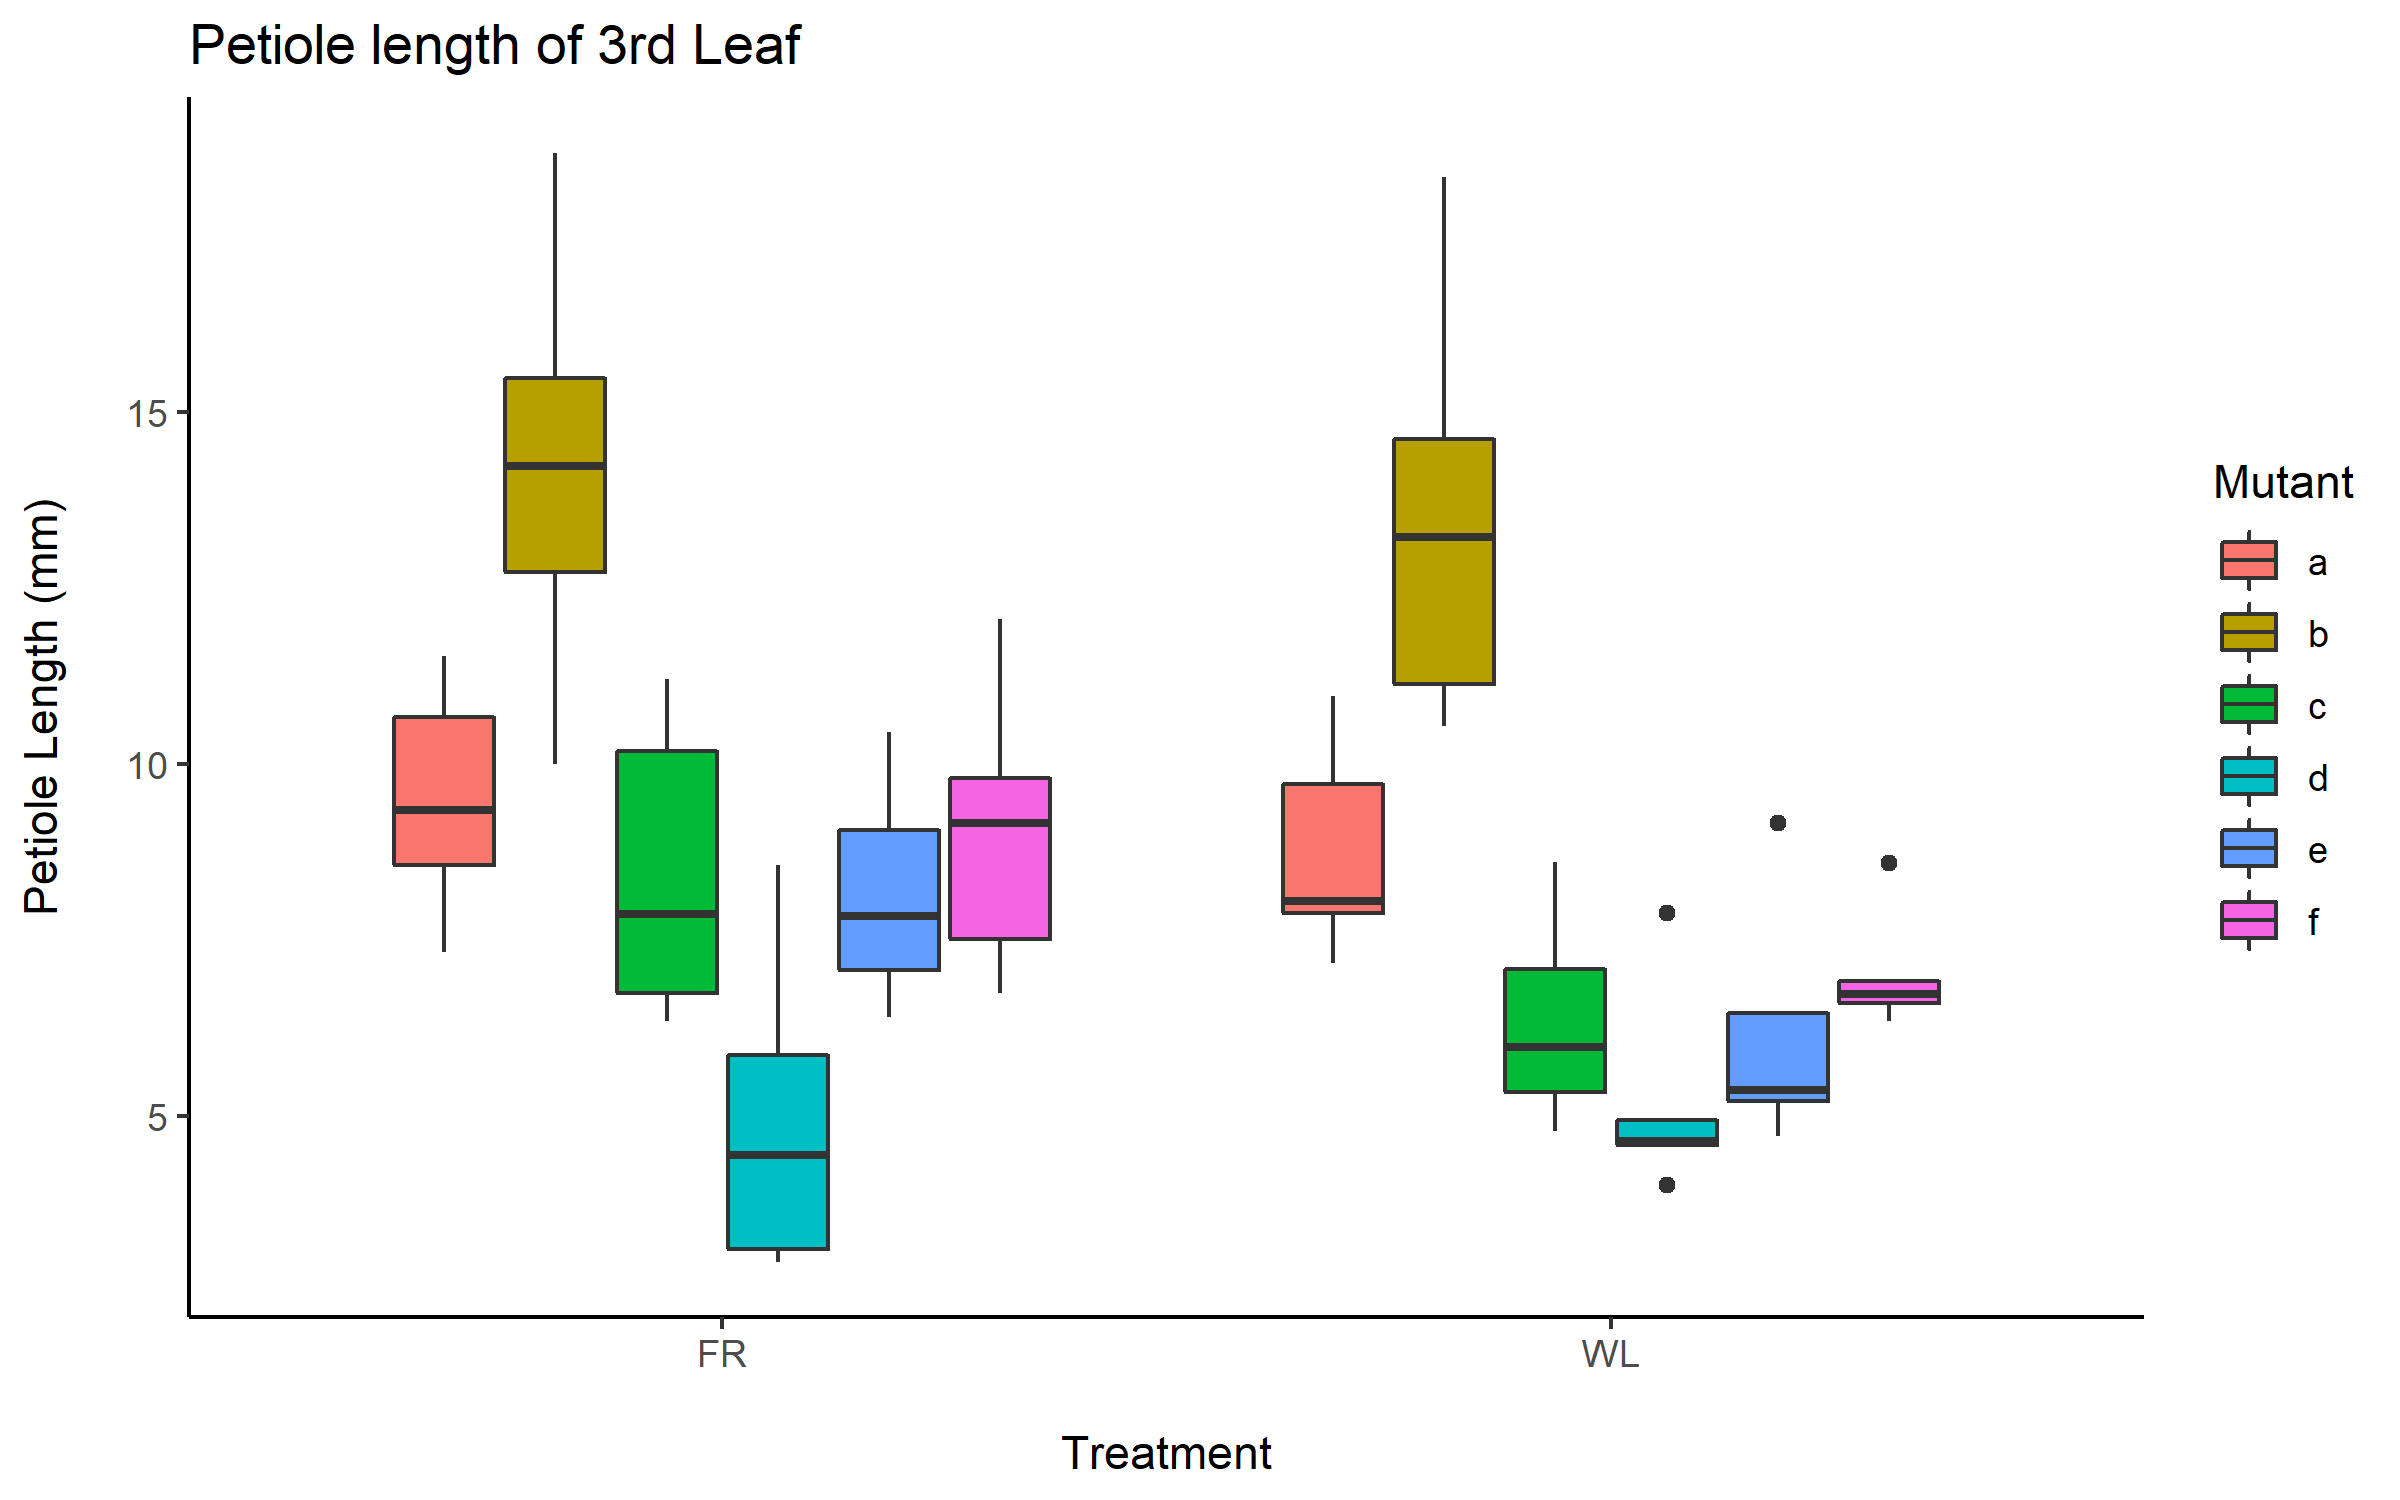 Petiole length of 3rd Leaf
Petiole Length (mm)
15
10
5
FR
WL
Treatment
Mutant
a
b
c
d
e
f